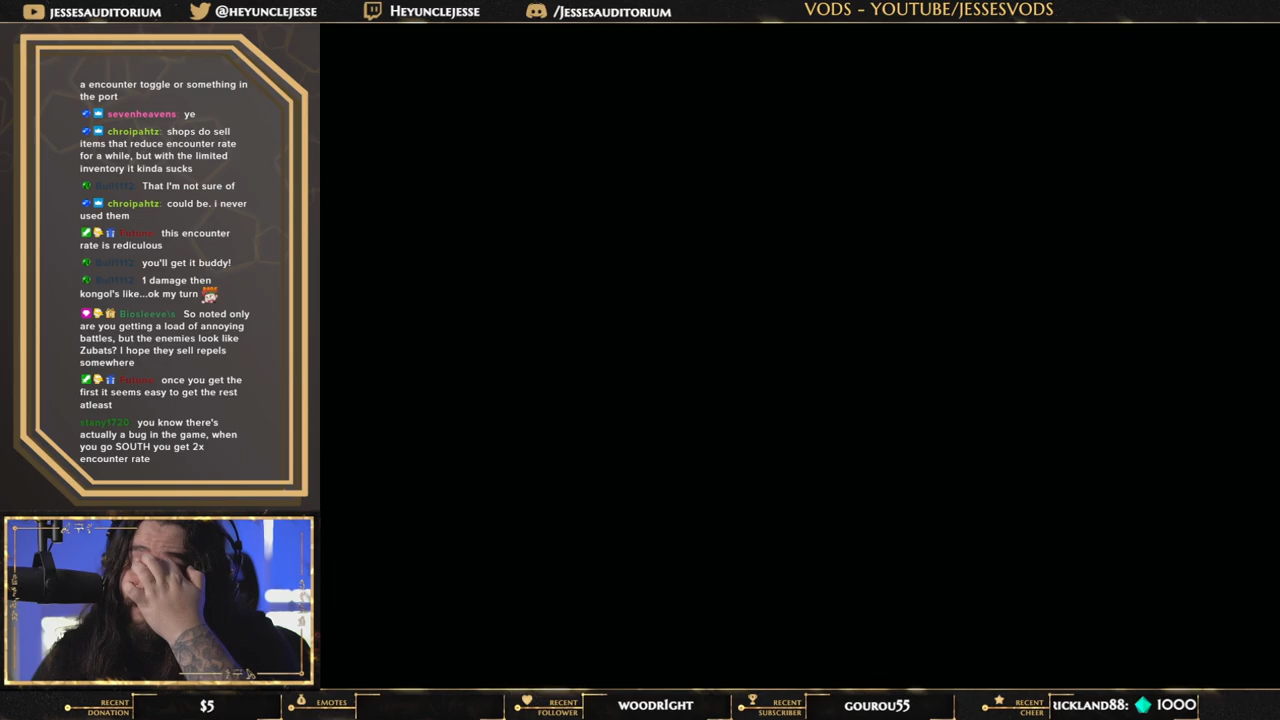 JESSESAUDITORIUM
@HEYUNCLEJESSE
HEYUNCLEJESSE
/JESSESAUDITORIUM
VODS - YOUTUBE/JESSESVODS
a encounter toggle or something in
the port
sevenheavens: ye
chroipahtz: shops do sell
items that reduce encounter rate
for a while, but with the limited
inventory it kinda sucks
That I'm not sure of
chroipahtz: could be. i never
used them
this encounter
rate is rediculous
you'll get it buddy!
1 damage then
kongol's like...ok my turn
So noted only
are you getting a load of annoying
battles, but the enemies look like
Zubats? I hope they sell repels
somewhere
once you get the
first it seems easy to get the rest
atleast
stany1720 you know there's
actually a bug in the game, when
you go SOUTH you get 2x
encounter rate
RECENT
DONATION
$5
EMOTES
RECENT
FOLLOWER
WOODRIGHT
RECENT
SUBSCRIBER
GOUROU55
RECENT
CHEER
RICKLAND88:
1000